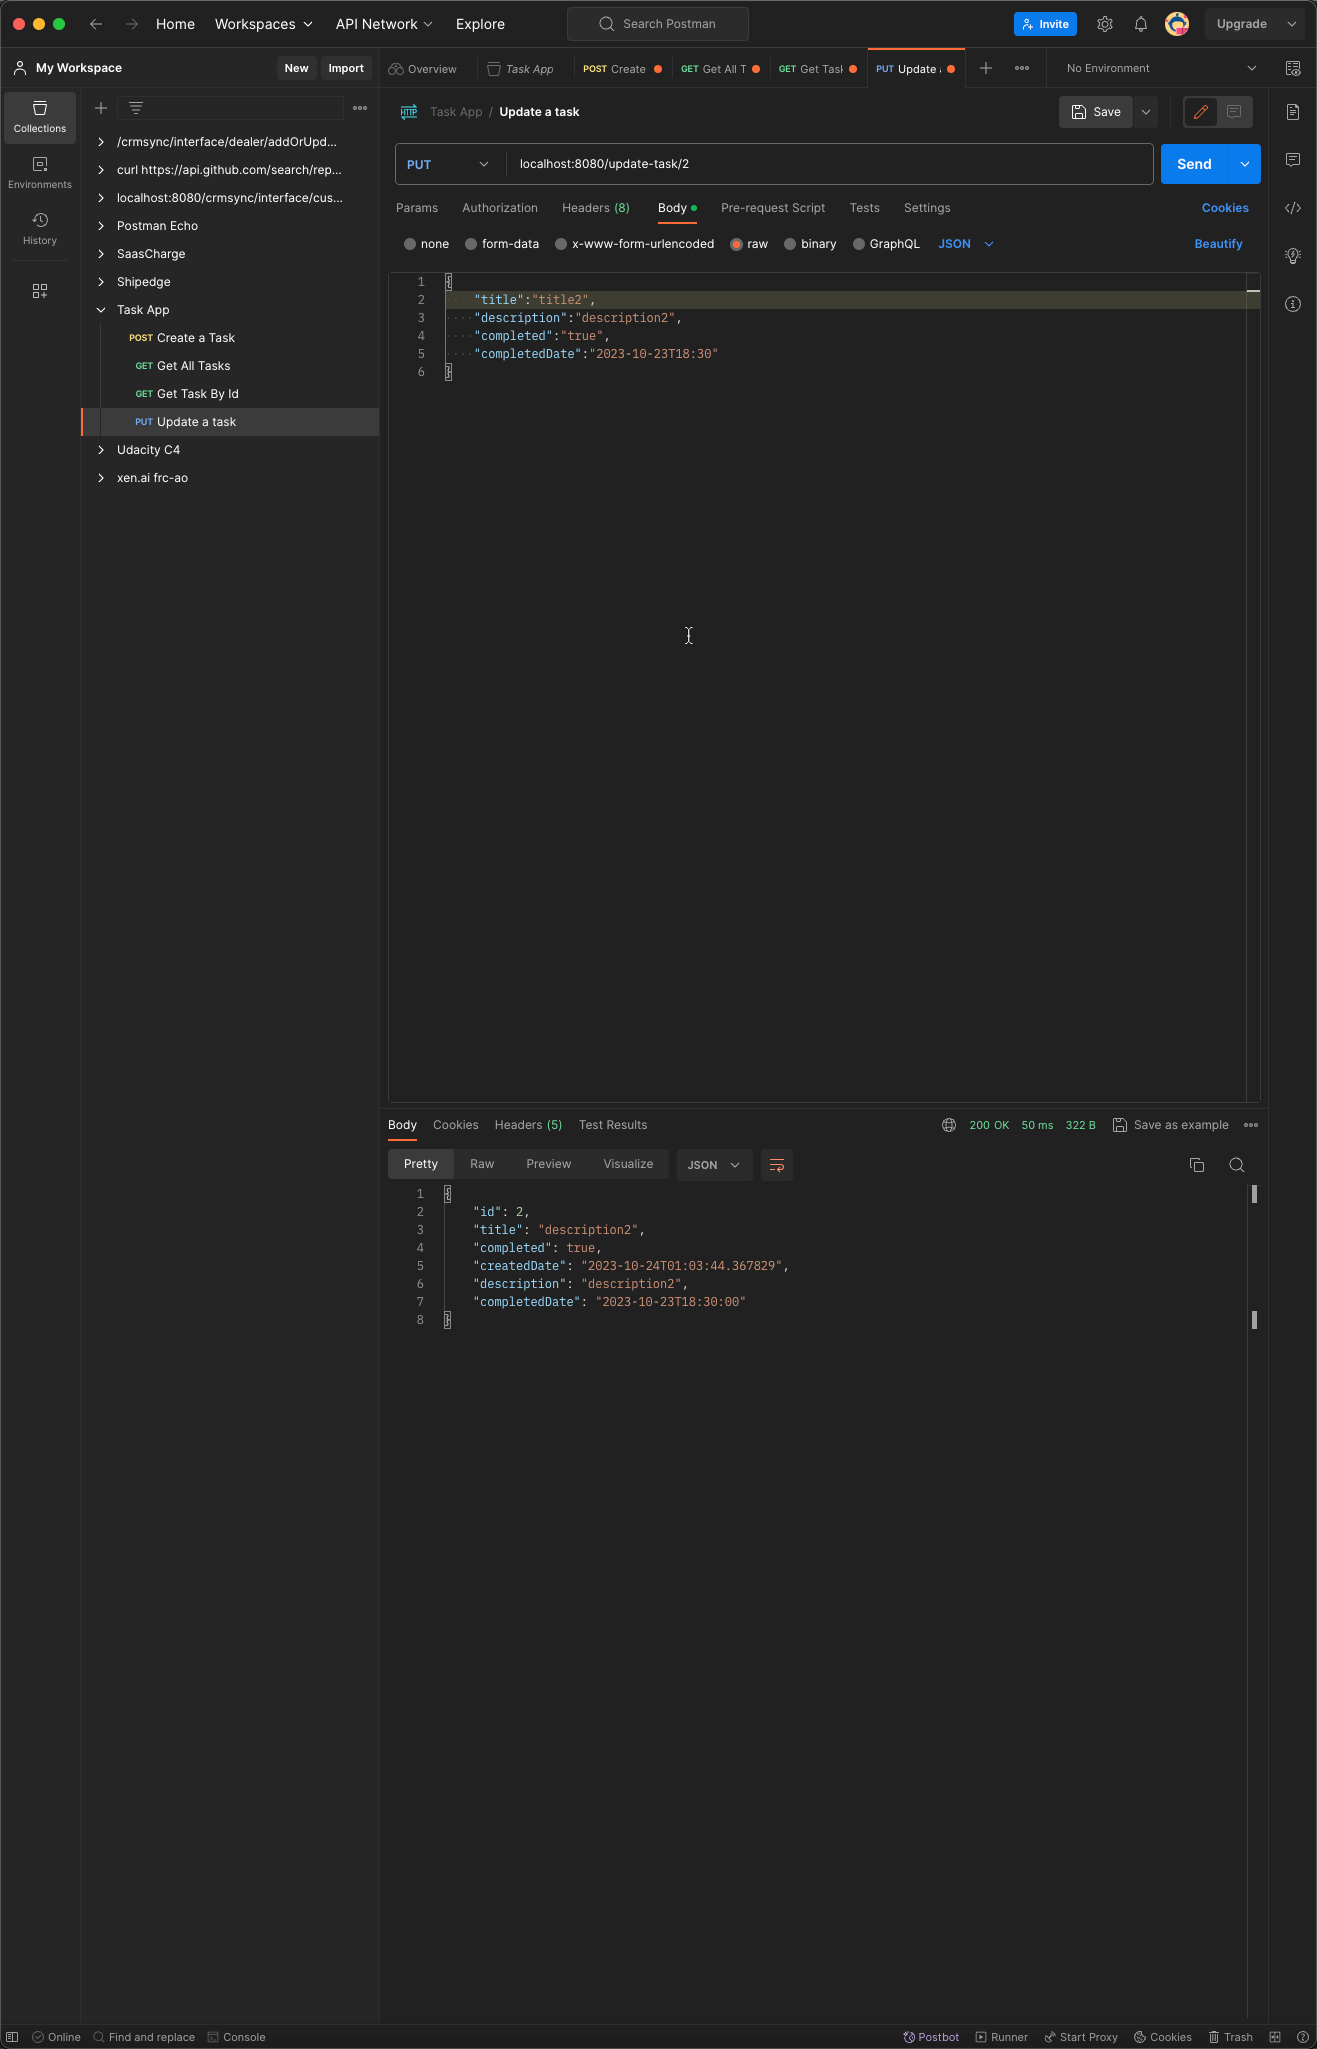 Home Workspaces API Network Explore Search Postman Invite Upgrade
My Workspace New Import Overview Task App POST Create GET Get All T GET Get Task PUT Update No Environment
Collections
Environments
History
/crmsync/interface/dealer/addOrUpd...
curl https://api.github.com/search/rep...
localhost:8080/crmsync/interface/cus...
Postman Echo
SaasCharge
Shipedge
Task App
POST Create a Task
GET Get All Tasks
GET Get Task By Id
PUT Update a task
Udacity C4
xen.ai frc-ao
HTTP Task App / Update a task Save
PUT localhost:8080/update-task/2 Send
Params Authorization Headers (8) Body Pre-request Script Tests Settings Cookies
none form-data x-www-form-urlencoded raw binary GraphQL JSON Beautify
1 {
2 "title":"title2",
3 "description":"description2",
4 "completed":"true",
5 "completedDate":"2023-10-23T18:30"
6 }
Body Cookies Headers (5) Test Results 200 OK 50 ms 322 B Save as example
Pretty Raw Preview Visualize JSON
1 {
2 "id": 2,
3 "title": "description2",
4 "completed": true,
5 "createdDate": "2023-10-24T01:03:44.367829",
6 "description": "description2",
7 "completedDate": "2023-10-23T18:30:00"
8 }
Online Find and replace Console Postbot Runner Start Proxy Cookies Trash